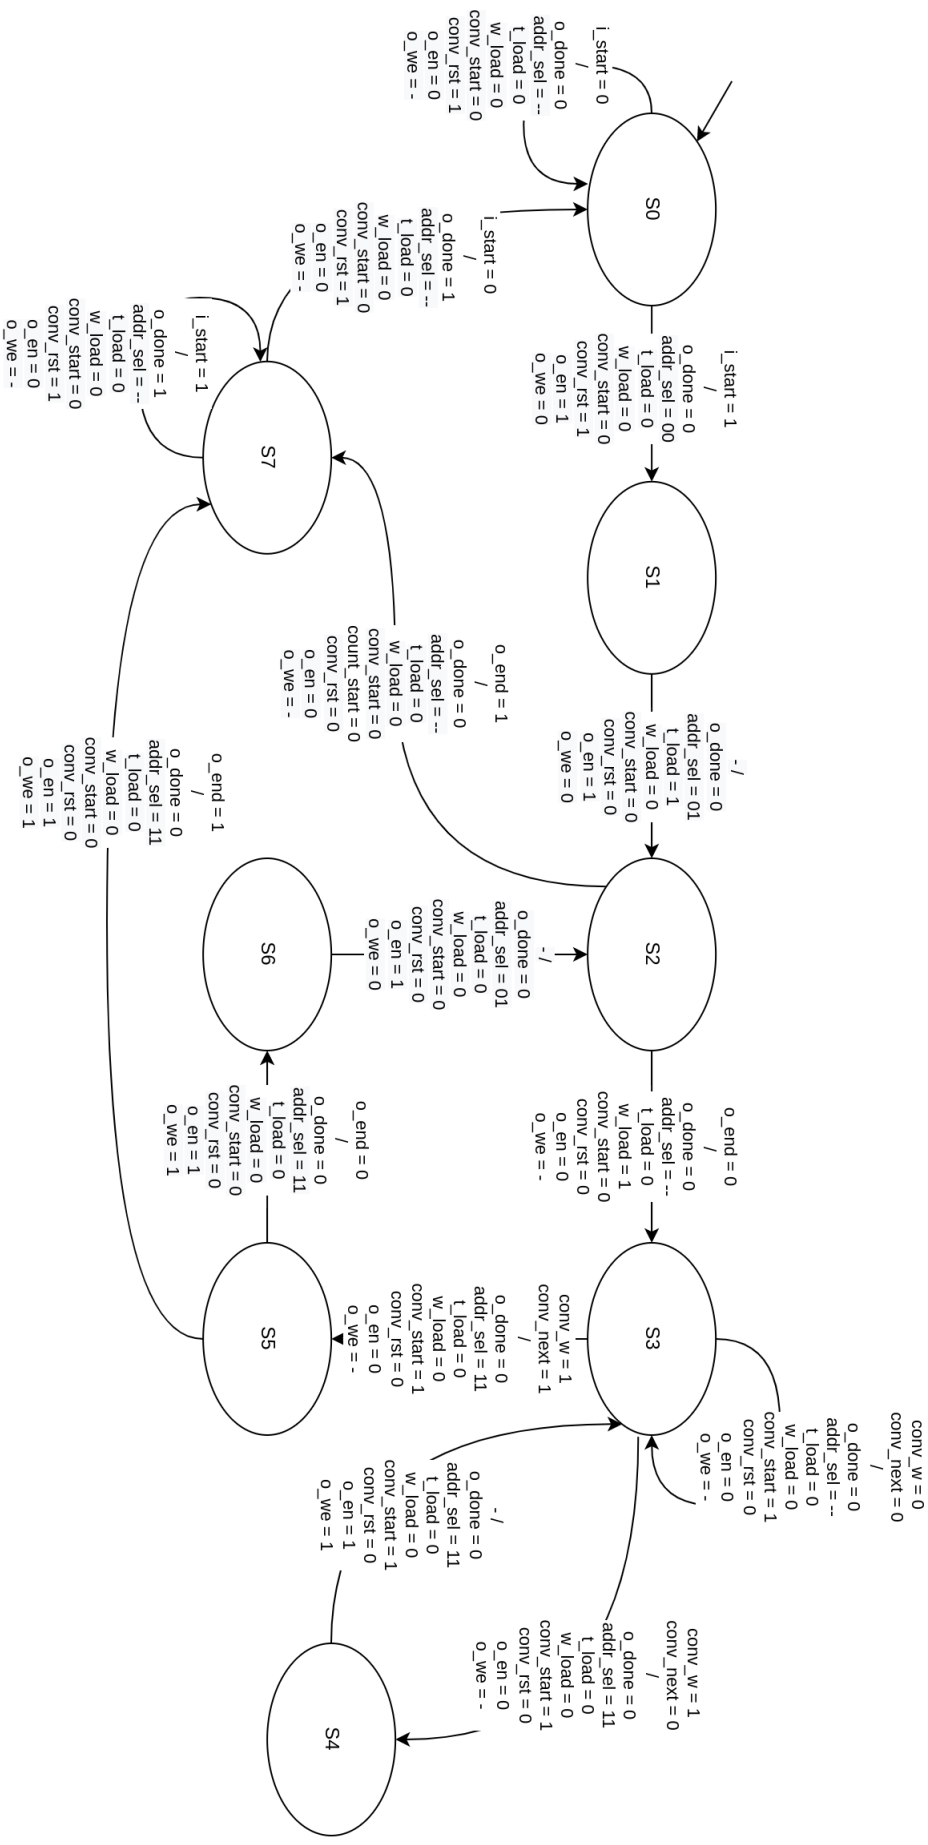 i_start = 0
/
o_done = 0
addr_sel = --
t_load = 0
w_load = 0
conv_start = 0
conv_rst = 1
o_en = 0
o_we = -
S0
i_start = 1
/
o_done = 0
addr_sel = 00
t_load = 0
w_load = 0
conv_start = 0
conv_rst = 1
o_en = 1
o_we = 0
S1
- /
o_done = 0
addr_sel = 01
t_load = 1
w_load = 0
conv_start = 0
conv_rst = 0
o_en = 1
o_we = 0
S2
o_end = 0
/
o_done = 0
addr_sel = --
t_load = 0
w_load = 1
conv_start = 0
conv_rst = 0
o_en = 0
o_we = -
S3
conv_w = 0
conv_next = 0
/
o_done = 0
addr_sel = --
t_load = 0
w_load = 0
conv_start = 1
conv_rst = 0
o_en = 0
o_we = -
conv_w = 1
conv_next = 0
/
o_done = 0
addr_sel = 11
t_load = 0
w_load = 0
conv_start = 1
conv_rst = 0
o_en = 0
o_we = -
S4
- /
o_done = 0
addr_sel = 11
t_load = 0
w_load = 0
conv_start = 1
conv_rst = 0
o_en = 1
o_we = 1
conv_w = 1
conv_next = 1
/
o_done = 0
addr_sel = 11
t_load = 0
w_load = 0
conv_start = 1
conv_rst = 0
o_en = 0
o_we = -
S5
o_end = 0
/
o_done = 0
addr_sel = 11
t_load = 0
w_load = 0
conv_start = 0
conv_rst = 0
o_en = 1
o_we = 1
S6
- /
o_done = 0
addr_sel = 01
t_load = 0
w_load = 0
conv_start = 0
conv_rst = 0
o_en = 1
o_we = 0
o_end = 1
/
o_done = 0
addr_sel = --
t_load = 0
w_load = 0
conv_start = 0
count_start = 0
conv_rst = 0
o_en = 0
o_we = -
o_end = 1
/
o_done = 0
addr_sel = 11
t_load = 0
w_load = 0
conv_start = 0
conv_rst = 0
o_en = 1
o_we = 1
S7
i_start = 0
/
o_done = 1
addr_sel = --
t_load = 0
w_load = 0
conv_start = 0
conv_rst = 1
o_en = 0
o_we = -
i_start = 1
/
o_done = 1
addr_sel = --
t_load = 0
w_load = 0
conv_start = 0
conv_rst = 1
o_en = 0
o_we = -